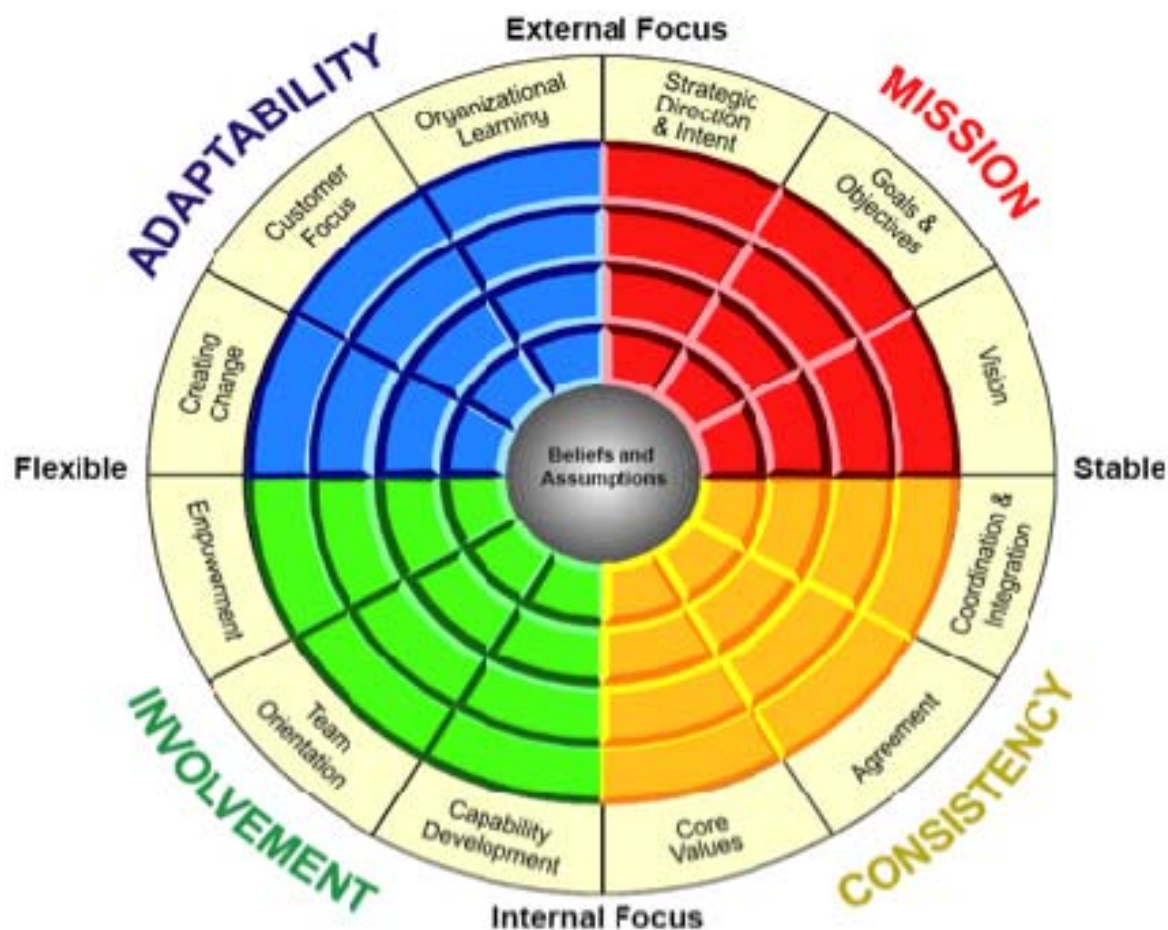 External Focus
ADAPTABILITY
MISSION
Organizational
Learning
Strategic
Direction
& Intent
Customer
Focus
Goals &
Objectives
Creating
Change
Vision
Flexible
Beliefs and
Assumptions
Stable
Empowerment
Coordination &
Integration
Team
Orientation
Agreement
Capability
Development
Core
Values
INVOLVEMENT
CONSISTENCY
Internal Focus